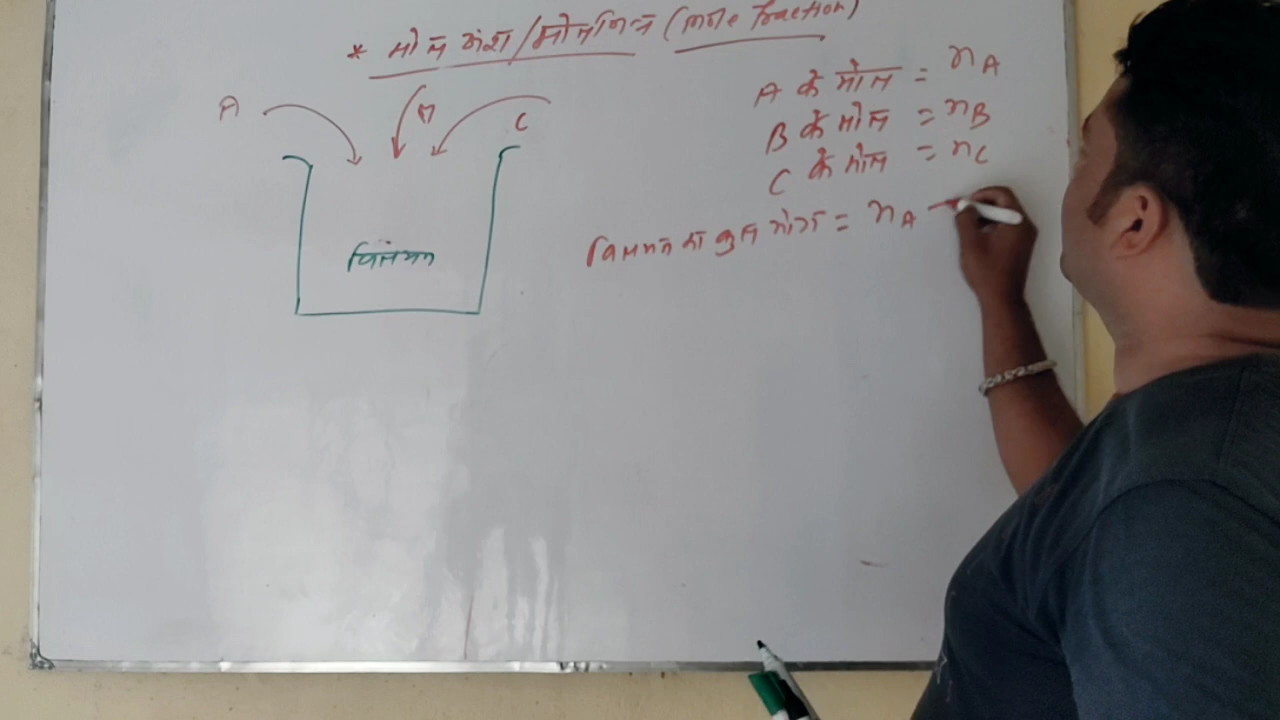 * मोल अंश/मोलभिन्न (mole fraction)
A
B
C
विलयन
A के मोल = nA
B के मोल = nB
C के मोल = nC
विलयन के कुल मोल = nA